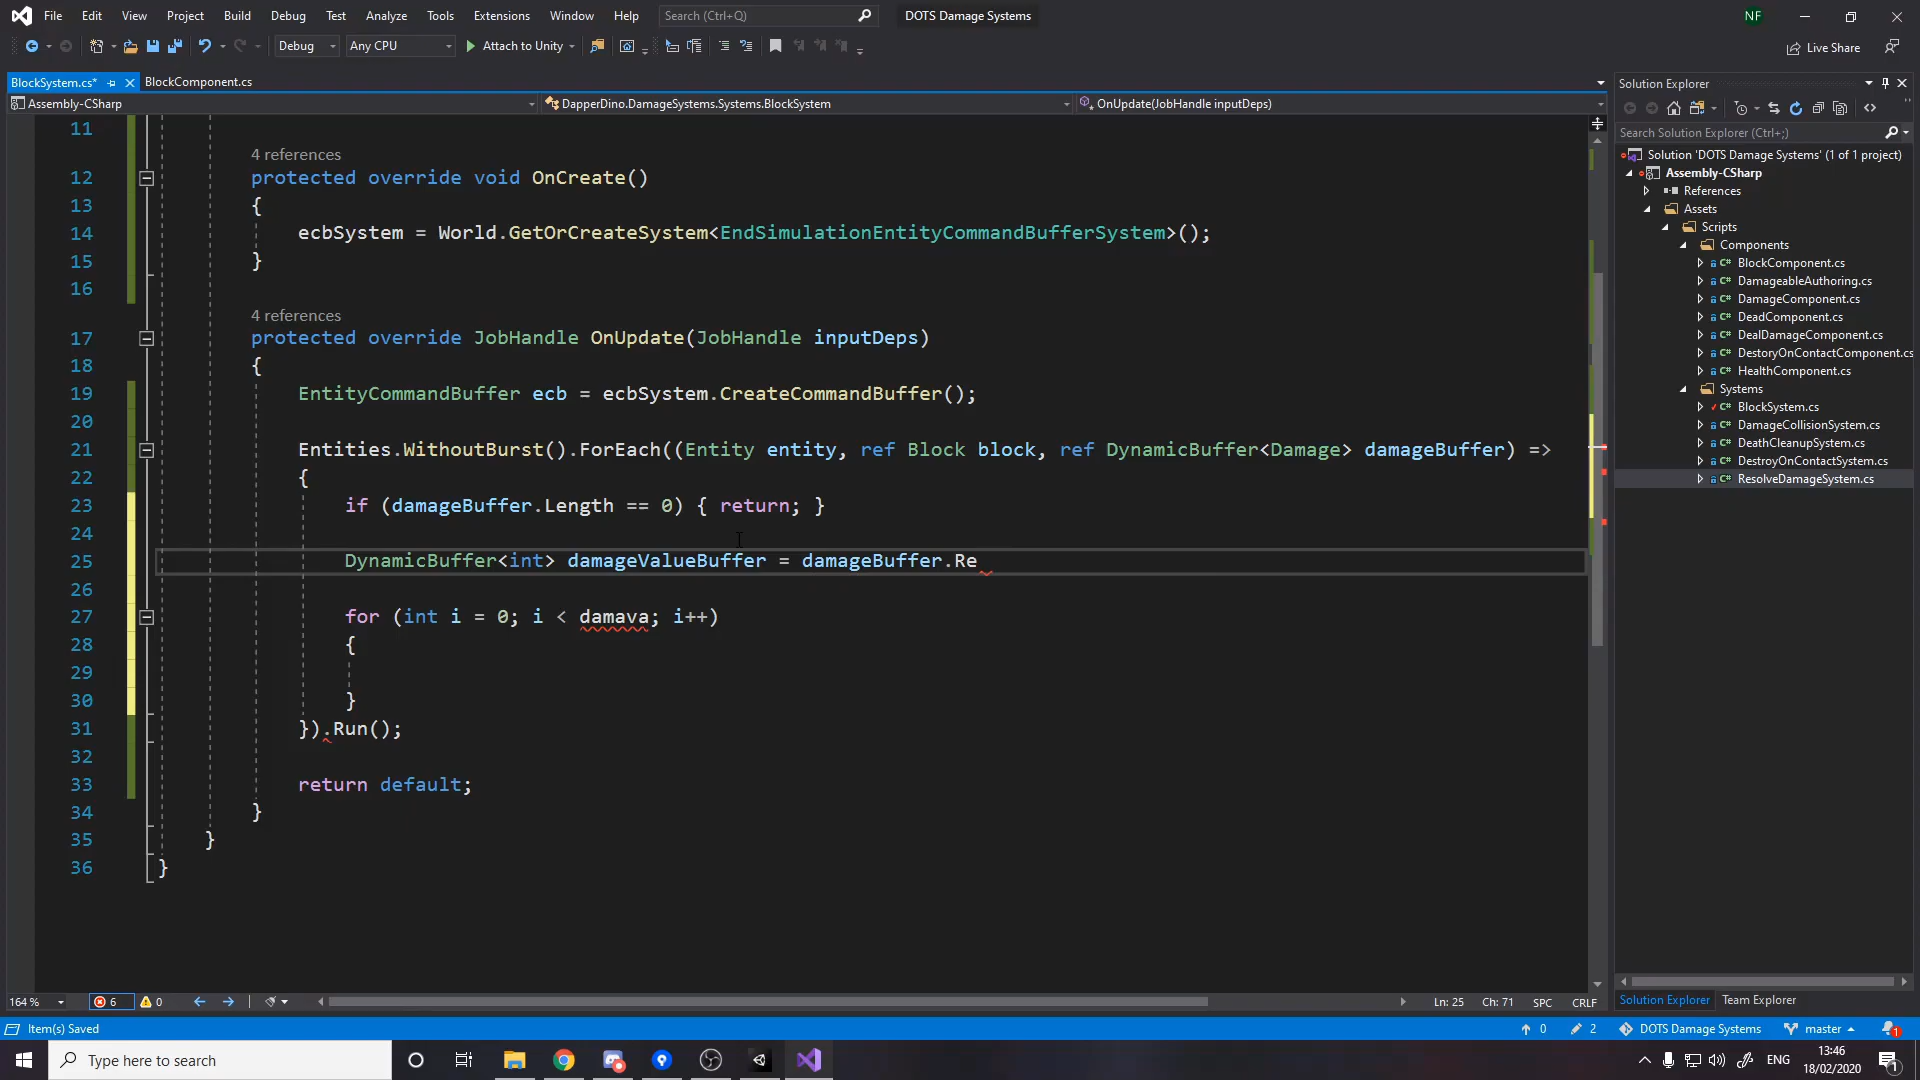 File Edit View Project Build Debug Test Analyze Tools Extensions Window Help Search (Ctrl+Q) DOTS Damage Systems NF
Debug Any CPU Attach to Unity Live Share
BlockSystem.cs* BlockComponent.cs
Assembly-CSharp DapperDino.DamageSystems.Systems.BlockSystem OnUpdate(JobHandle inputDeps)
11
4 references
12 protected override void OnCreate()
13 {
14 ecbSystem = World.GetOrCreateSystem<EndSimulationEntityCommandBufferSystem>();
15 }
16
4 references
17 protected override JobHandle OnUpdate(JobHandle inputDeps)
18 {
19 EntityCommandBuffer ecb = ecbSystem.CreateCommandBuffer();
20
21 Entities.WithoutBurst().ForEach((Entity entity, ref Block block, ref DynamicBuffer<Damage> damageBuffer) =>
22 {
23 if (damageBuffer.Length == 0) { return; }
24
25 DynamicBuffer<int> damageValueBuffer = damageBuffer.Re
26
27 for (int i = 0; i < damava; i++)
28 {
29
30 }
31 }).Run();
32
33 return default;
34 }
35 }
36 }
164 % 6 0 Ln: 25 Ch: 71 SPC CRLF
Solution Explorer
Search Solution Explorer (Ctrl+;)
Solution 'DOTS Damage Systems' (1 of 1 project)
Assembly-CSharp
References
Assets
Scripts
Components
C# BlockComponent.cs
C# DamageableAuthoring.cs
C# DamageComponent.cs
C# DeadComponent.cs
C# DealDamageComponent.cs
C# DestoryOnContactComponent.cs
C# HealthComponent.cs
Systems
C# BlockSystem.cs
C# DamageCollisionSystem.cs
C# DeathCleanupSystem.cs
C# DestroyOnContactSystem.cs
C# ResolveDamageSystem.cs
Solution Explorer Team Explorer
Item(s) Saved 0 2 DOTS Damage Systems master 1
Type here to search ENG 13:46
18/02/2020 1